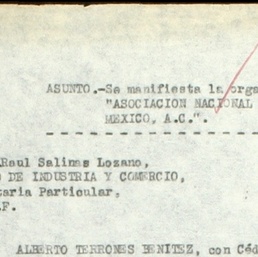 ASUNTO.-Se manifiesta la orga
"ASOCIACION NACIONAL
MEXICO, A.C.".
Raul Salinas Lozano,
O DE INDUSTRIA Y COMERCIO,
taria Particular,
.F.
ALBERTO TERRONES BENITEZ, con Céd